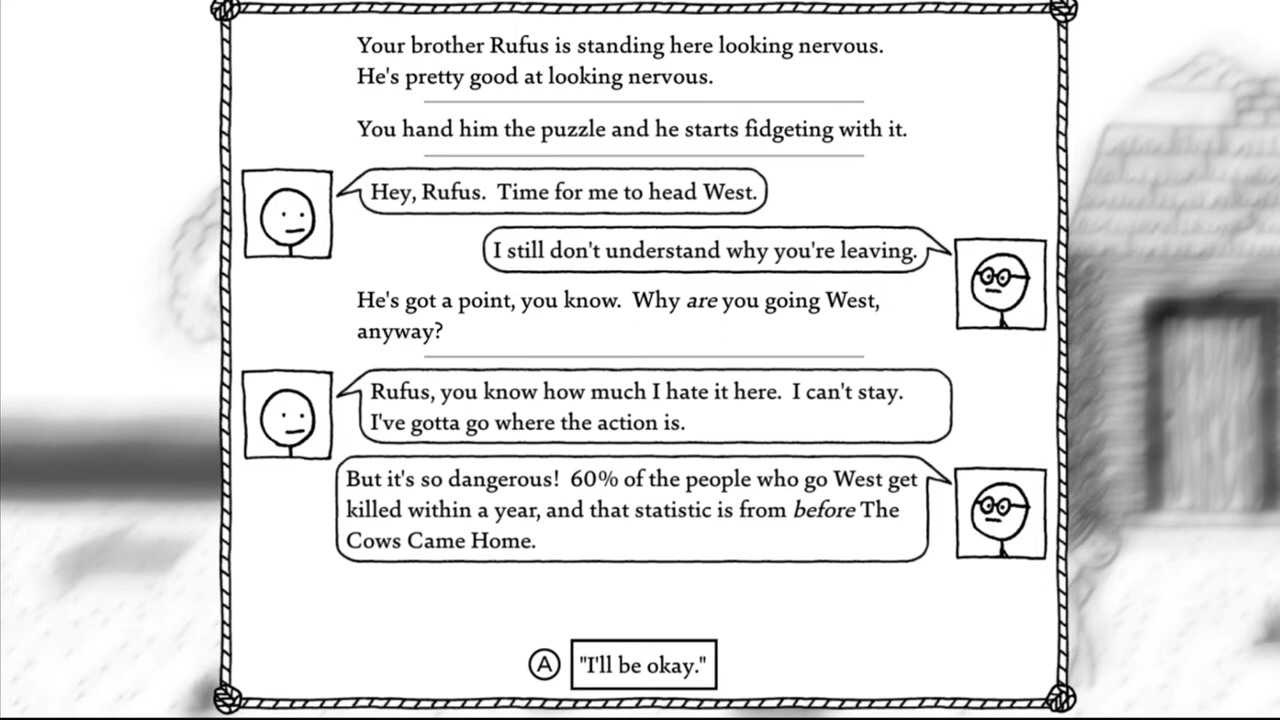 Your brother Rufus is standing here looking nervous.
He's pretty good at looking nervous.
You hand him the puzzle and he starts fidgeting with it.
Hey, Rufus.  Time for me to head West.
I still don't understand why you're leaving.
He's got a point, you know.  Why are you going West,
anyway?
Rufus, you know how much I hate it here.  I can't stay.
I've gotta go where the action is.
But it's so dangerous!  60% of the people who go West get
killed within a year, and that statistic is from before The
Cows Came Home.
A "I'll be okay."